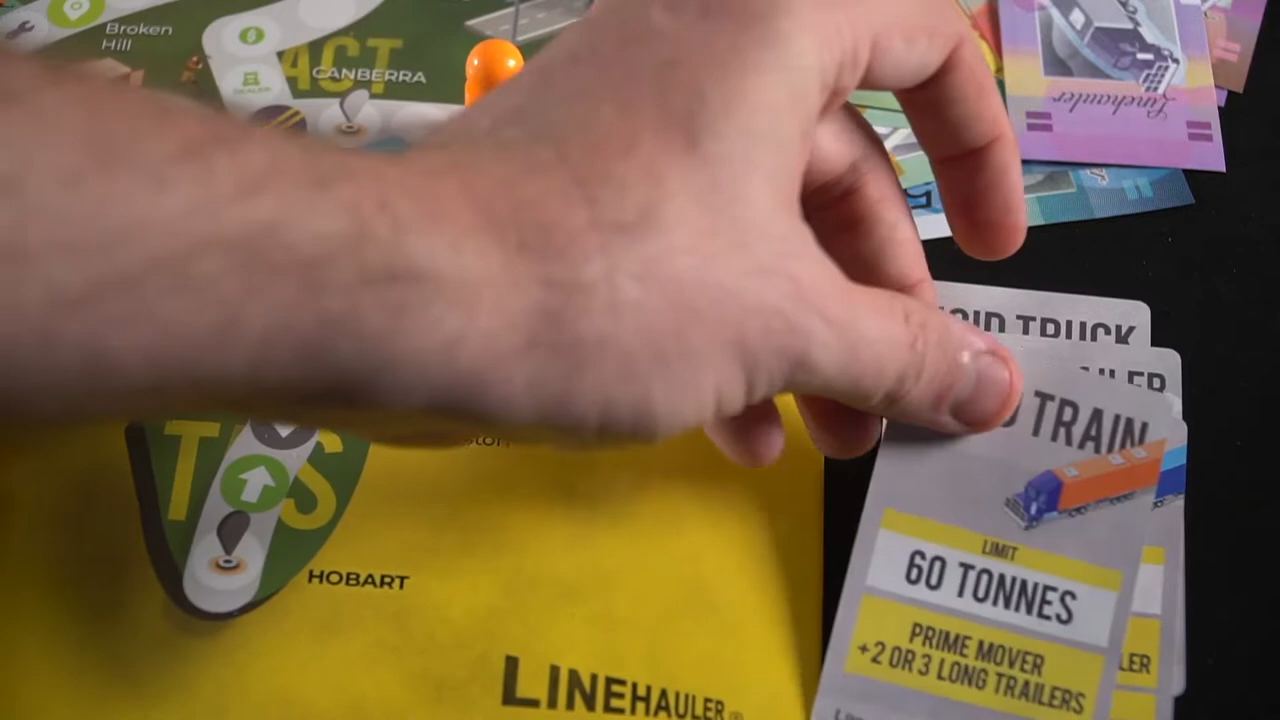 Broken
Hill
ACT
CANBERRA
DEALER
Linehauler
TRUCK
TRAIN
LIMIT
60 TONNES
PRIME MOVER
+2 OR 3 LONG TRAILERS
TAS
HOBART
LINEHAULER